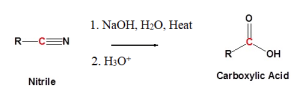 1. NaOH, H2O, Heat
R—C≡N
2. H3O+
Nitrile
O
C
R
OH
Carboxylic Acid